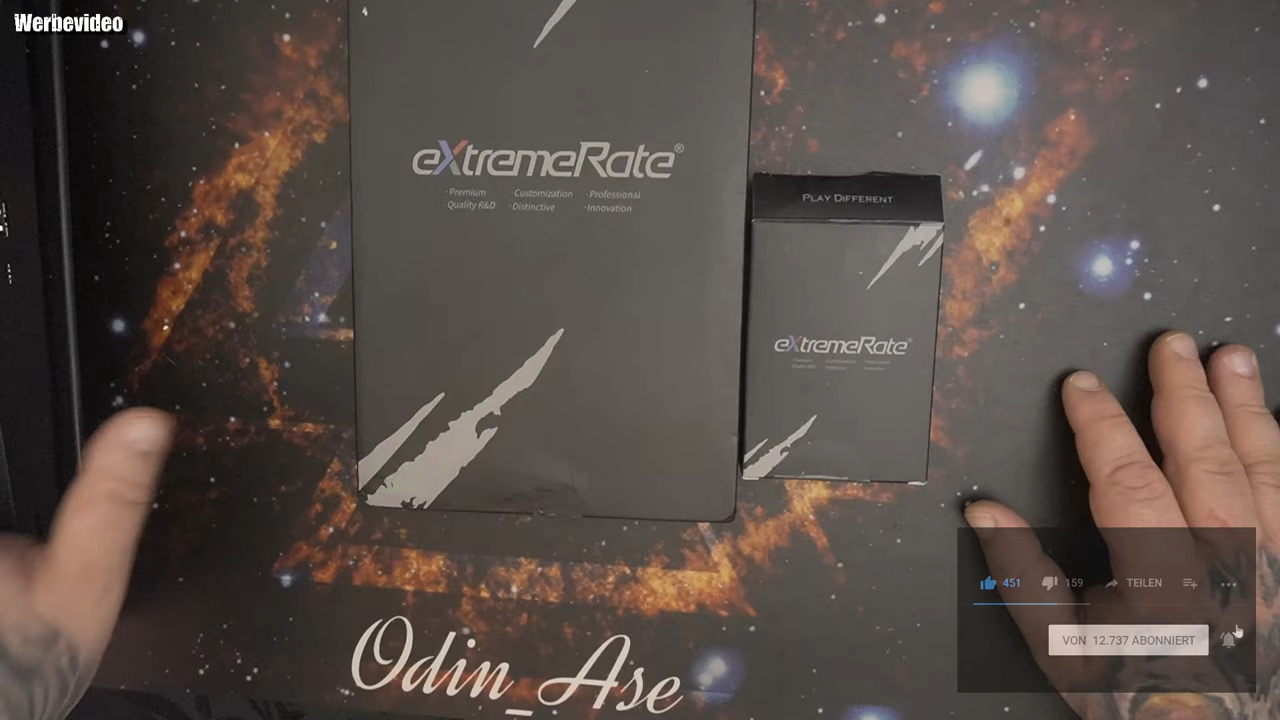 Werbevideo
eXtremeRate®
·Premium ·Customization ·Professional
Quality R&D ·Distinctive ·Innovation
PLAY DIFFERENT
eXtremeRate®
451 159 TEILEN
VON 12.737 ABONNIERT
Odin_Ase